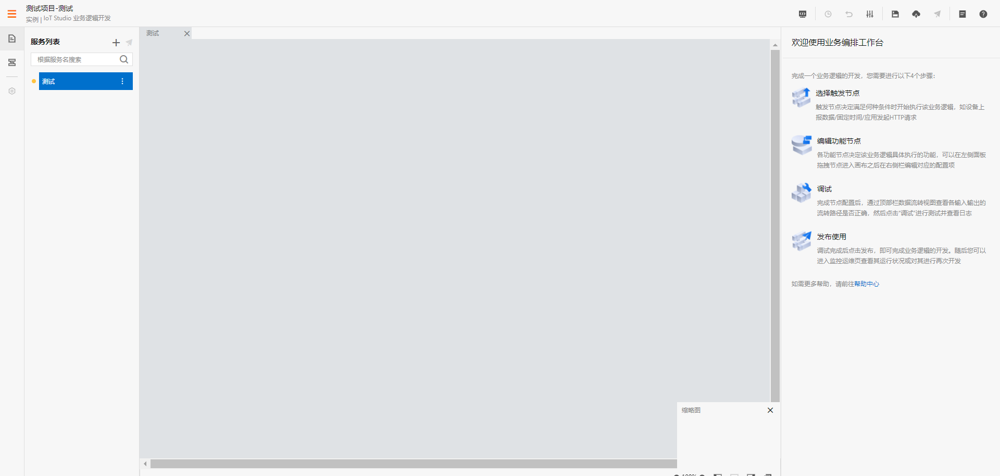 测试项目-测试
实例 | IoT Studio 业务逻辑开发
服务列表
根据服务名搜索
测试
测试
缩略图
100%
欢迎使用业务编排工作台
完成一个业务逻辑的开发，您需要进行以下4个步骤：
选择触发节点
触发节点决定满足何种条件时开始执行该业务逻辑，如设备上
报数据/固定时间/应用发起HTTP请求
编辑功能节点
各功能节点决定该业务逻辑具体执行的功能，可以在左侧面板
拖拽节点进入画布之后在右侧栏编辑对应的配置项
调试
完成节点配置后，通过顶部栏数据流转视图查看各输入输出的
流转路径是否正确，然后点击“调试”进行测试并查看日志
发布使用
调试完成后点击发布，即可完成业务逻辑的开发。随后您可以
进入监控运维页查看其运行状况或对其进行再次开发
如需更多帮助，请前往帮助中心